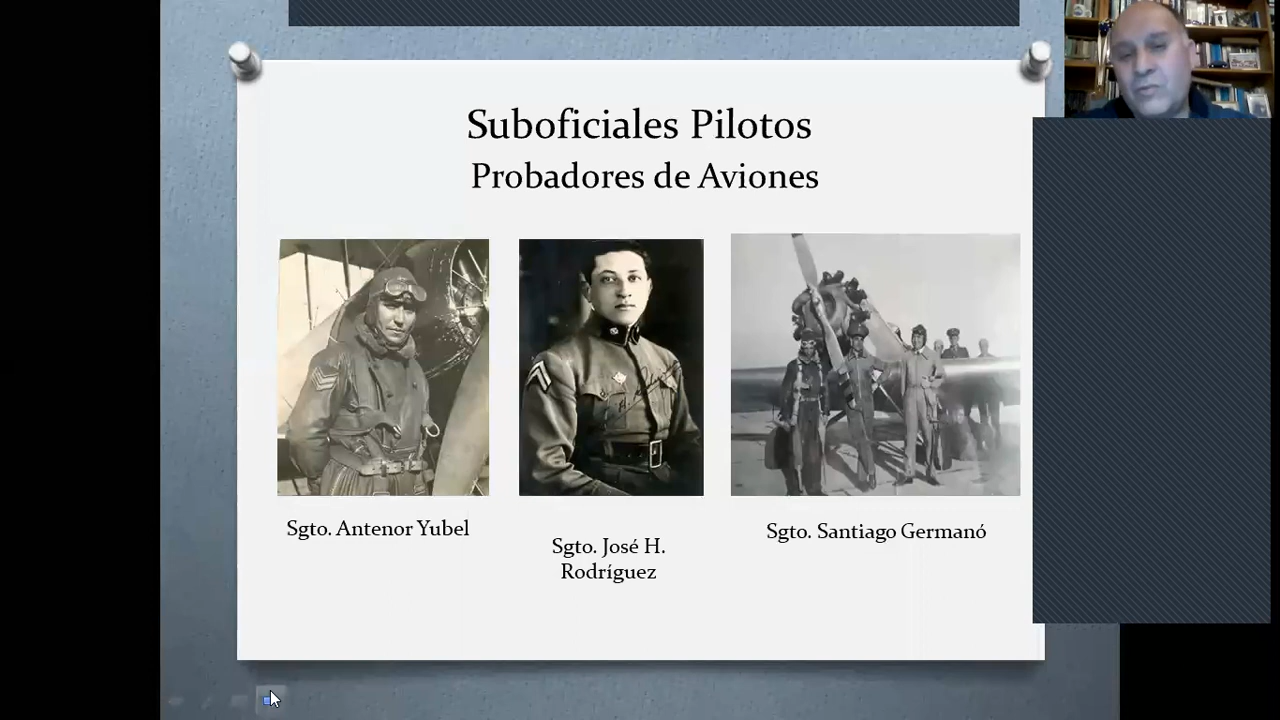 Suboficiales Pilotos
Probadores de Aviones
Sgto. Antenor Yubel
Sgto. José H.
Rodríguez
Sgto. Santiago Germanó